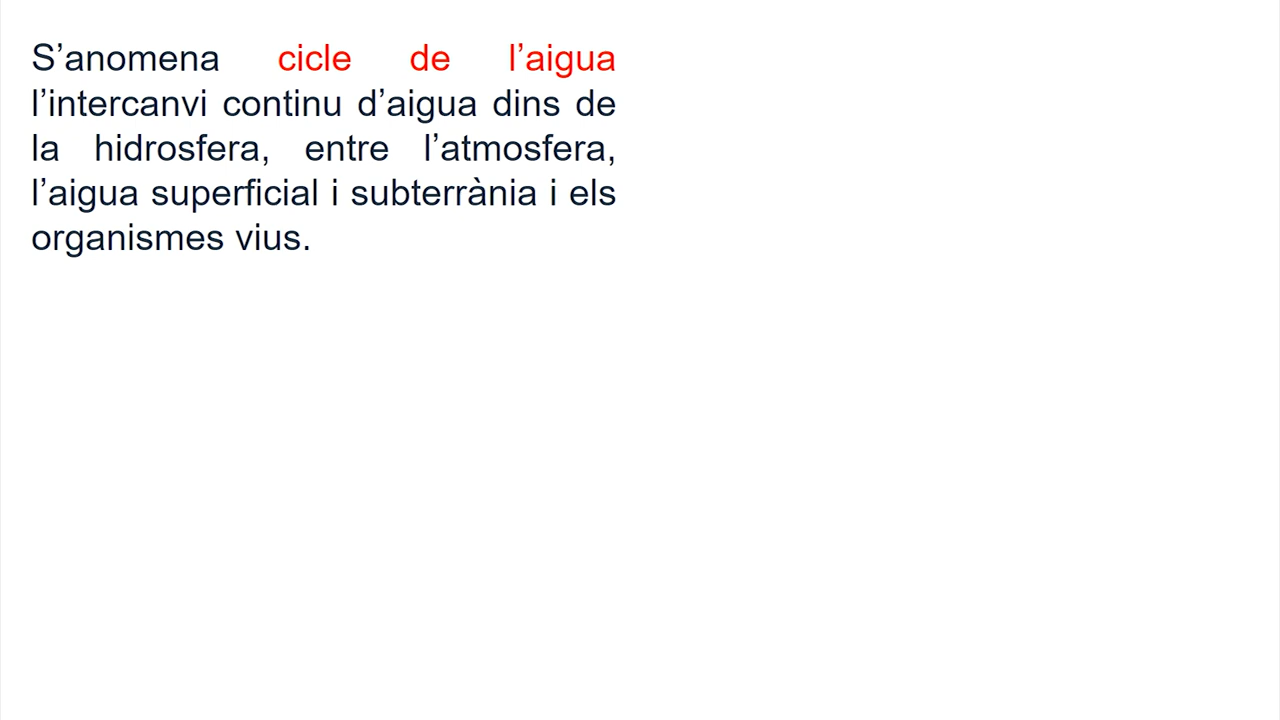 S’anomena cicle de l’aigua
l’intercanvi continu d’aigua dins de
la hidrosfera, entre l’atmosfera,
l’aigua superficial i subterrània i els
organismes vius.